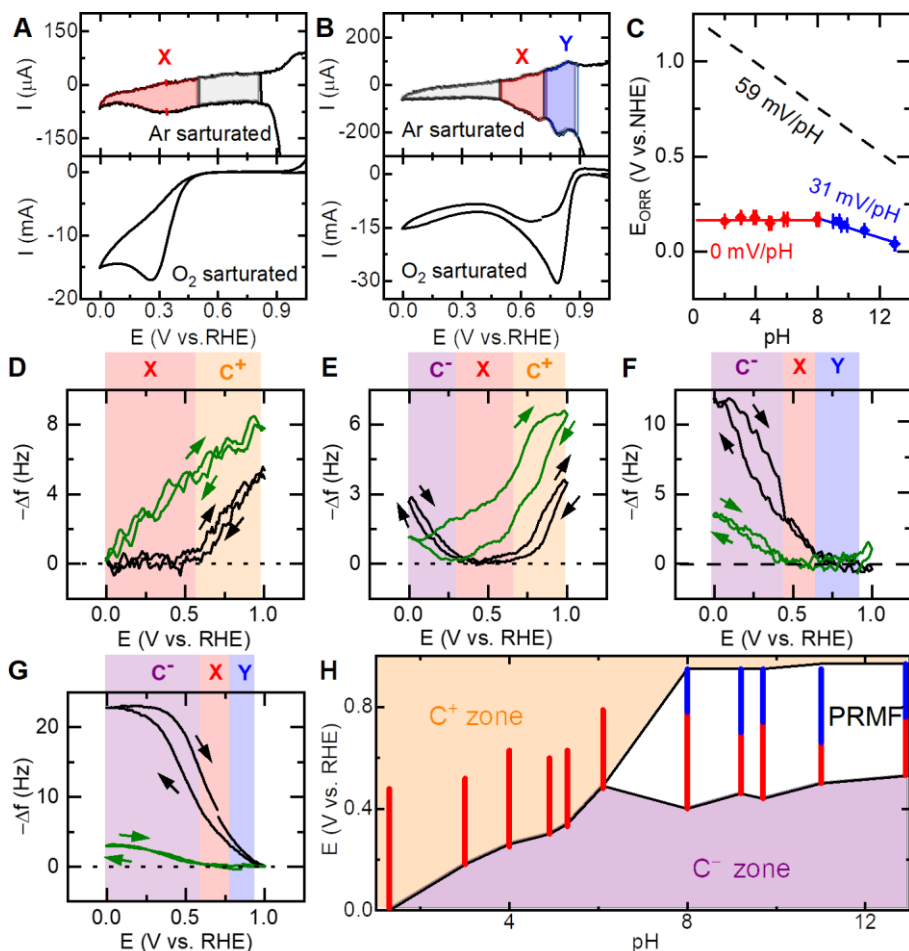 A
150
0
-150
I (µA)
X
Ar sarturated
0
-10
-20
I (mA)
O2 sarturated
0.0 0.3 0.6 0.9
E (V vs.RHE)
B
200
100
0
-100
-200
I (µA)
X Y
Ar sarturated
0
-15
-30
I (mA)
O2 sarturated
0.0 0.3 0.6 0.9
E (V vs.RHE)
C
1.0
0.5
0.0
E_ORR (V vs.NHE)
59 mV/pH
31 mV/pH
0 mV/pH
0 4 8 12
pH
D
X C+
8
4
0
−Δf (Hz)
0.0 0.5 1.0
E (V vs. RHE)
E
C- X C+
6
3
0
−Δf (Hz)
0.0 0.5 1.0
E (V vs. RHE)
F
C- X Y
10
5
0
−Δf (Hz)
0.0 0.5 1.0
E (V vs. RHE)
G
C- X Y
20
10
0
−Δf (Hz)
0.0 0.5 1.0
E (V vs. RHE)
H
0.8
0.4
0.0
E (V vs. RHE)
C+ zone
PRMF
C− zone
4 8 12
pH